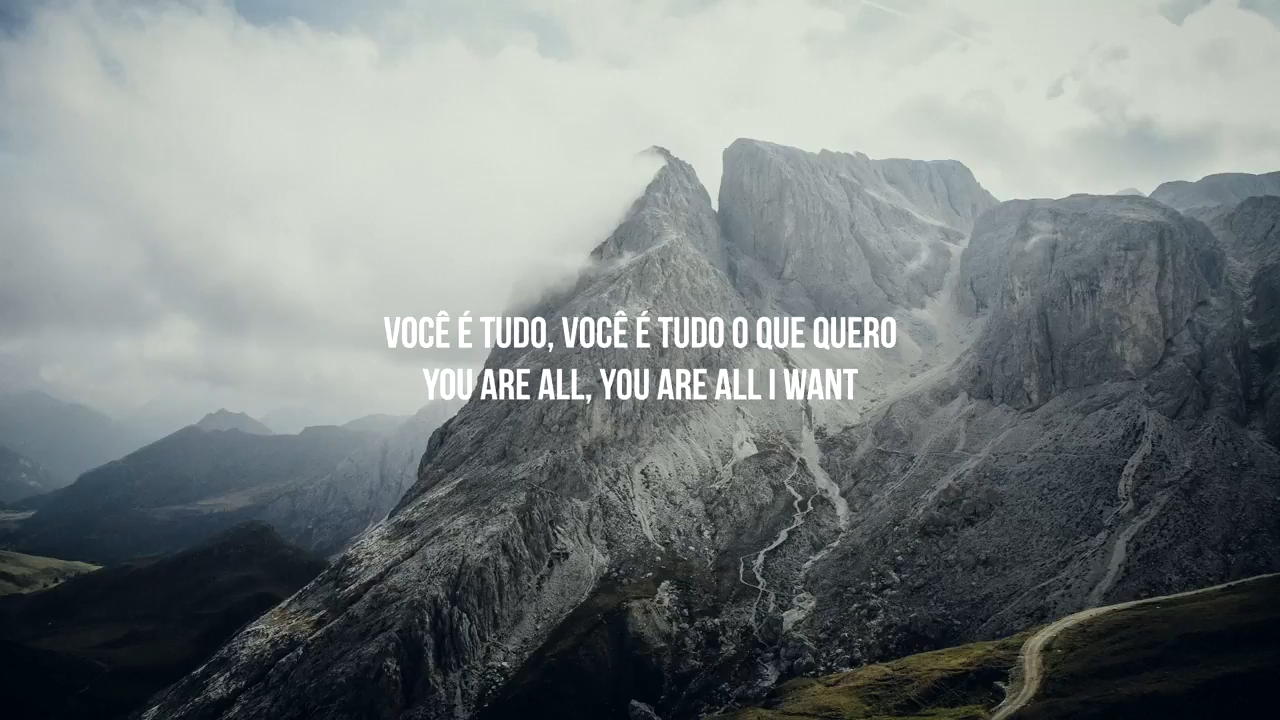 VOCÊ É TUDO, VOCÊ É TUDO O QUE QUERO
YOU ARE ALL, YOU ARE ALL I WANT